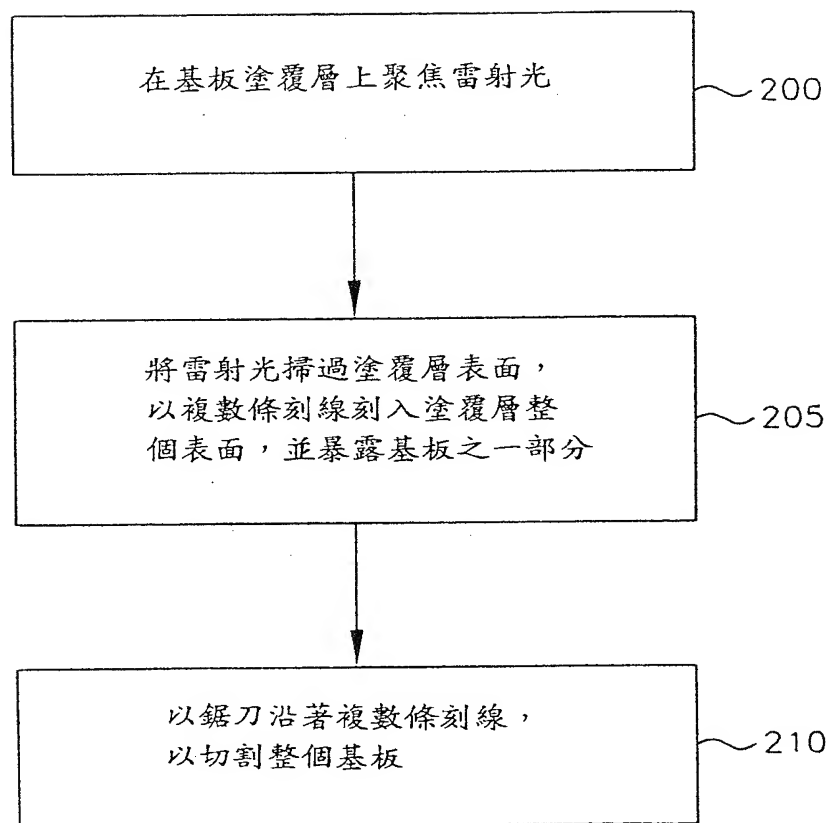 在基板塗覆層上聚焦雷射光
200
將雷射光掃過塗覆層表面，
以複數條刻線刻入塗覆層整
個表面，並暴露基板之一部分
205
以鋸刀沿著複數條刻線，
以切割整個基板
210